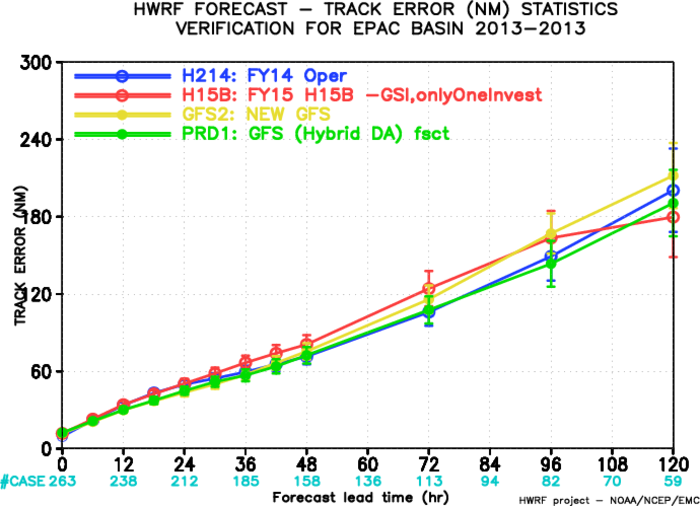 HWRF FORECAST – TRACK ERROR (NM) STATISTICS
VERIFICATION FOR EPAC BASIN 2013–2013
H214: FY14 Oper
H15B: FY15 H15B –GSI,onlyOneInvest
GFS2: NEW GFS
PRD1: GFS (Hybrid DA) fsct
TRACK ERROR (NM)
300
240
180
120
60
0
0 12 24 36 48 60 72 84 96 108 120
#CASE 263 238 212 185 158 136 113 94 82 70 59
Forecast lead time (hr)
HWRF project – NOAA/NCEP/EMC